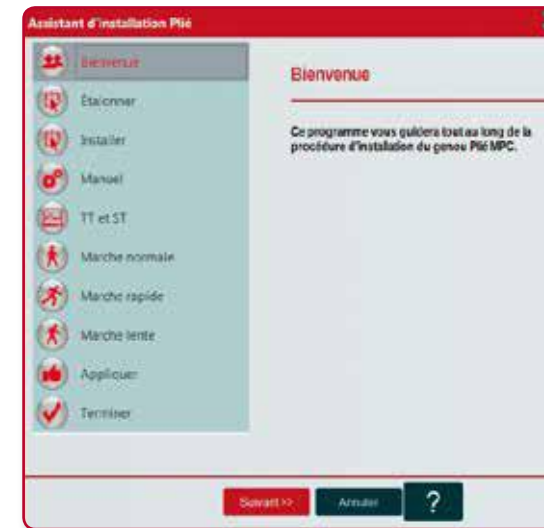 Assistant d'installation Plié
Bienvenue
Étalonner
Installer
Manuel
TT et ST
Marche normale
Marche rapide
Marche lente
Appliquer
Terminer
Bienvenue
Ce programme vous guidera tout au long de la
procédure d'installation du genou Plié MPC.
Suivant >>
Annuler
?